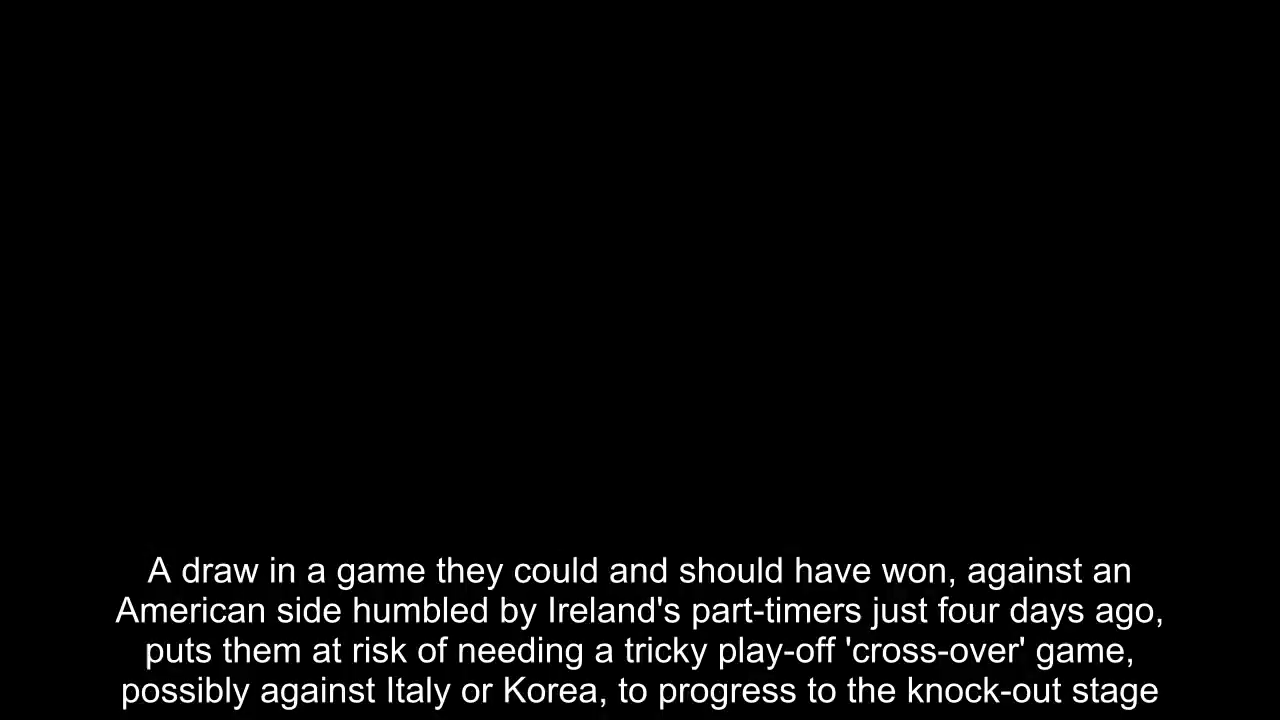 A draw in a game they could and should have won, against an
American side humbled by Ireland's part-timers just four days ago,
puts them at risk of needing a tricky play-off 'cross-over' game,
possibly against Italy or Korea, to progress to the knock-out stage